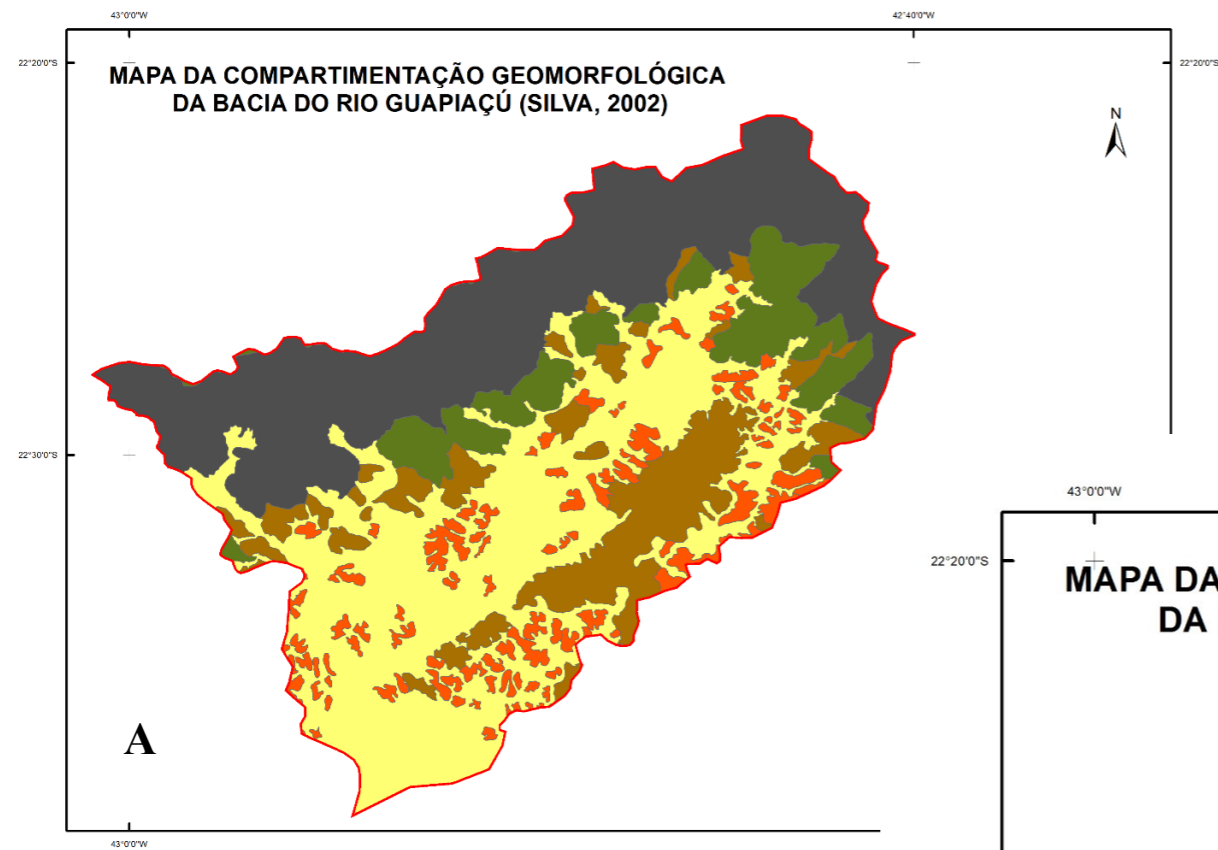 43°0'0"W
42°40'0"W
22°20'0"S
22°20'0"S
MAPA DA COMPARTIMENTAÇÃO GEOMORFOLÓGICA
DA BACIA DO RIO GUAPIAÇÚ (SILVA, 2002)
N
22°30'0"S
A
43°0'0"W
43°0'0"W
22°20'0"S
MAPA DA
DA